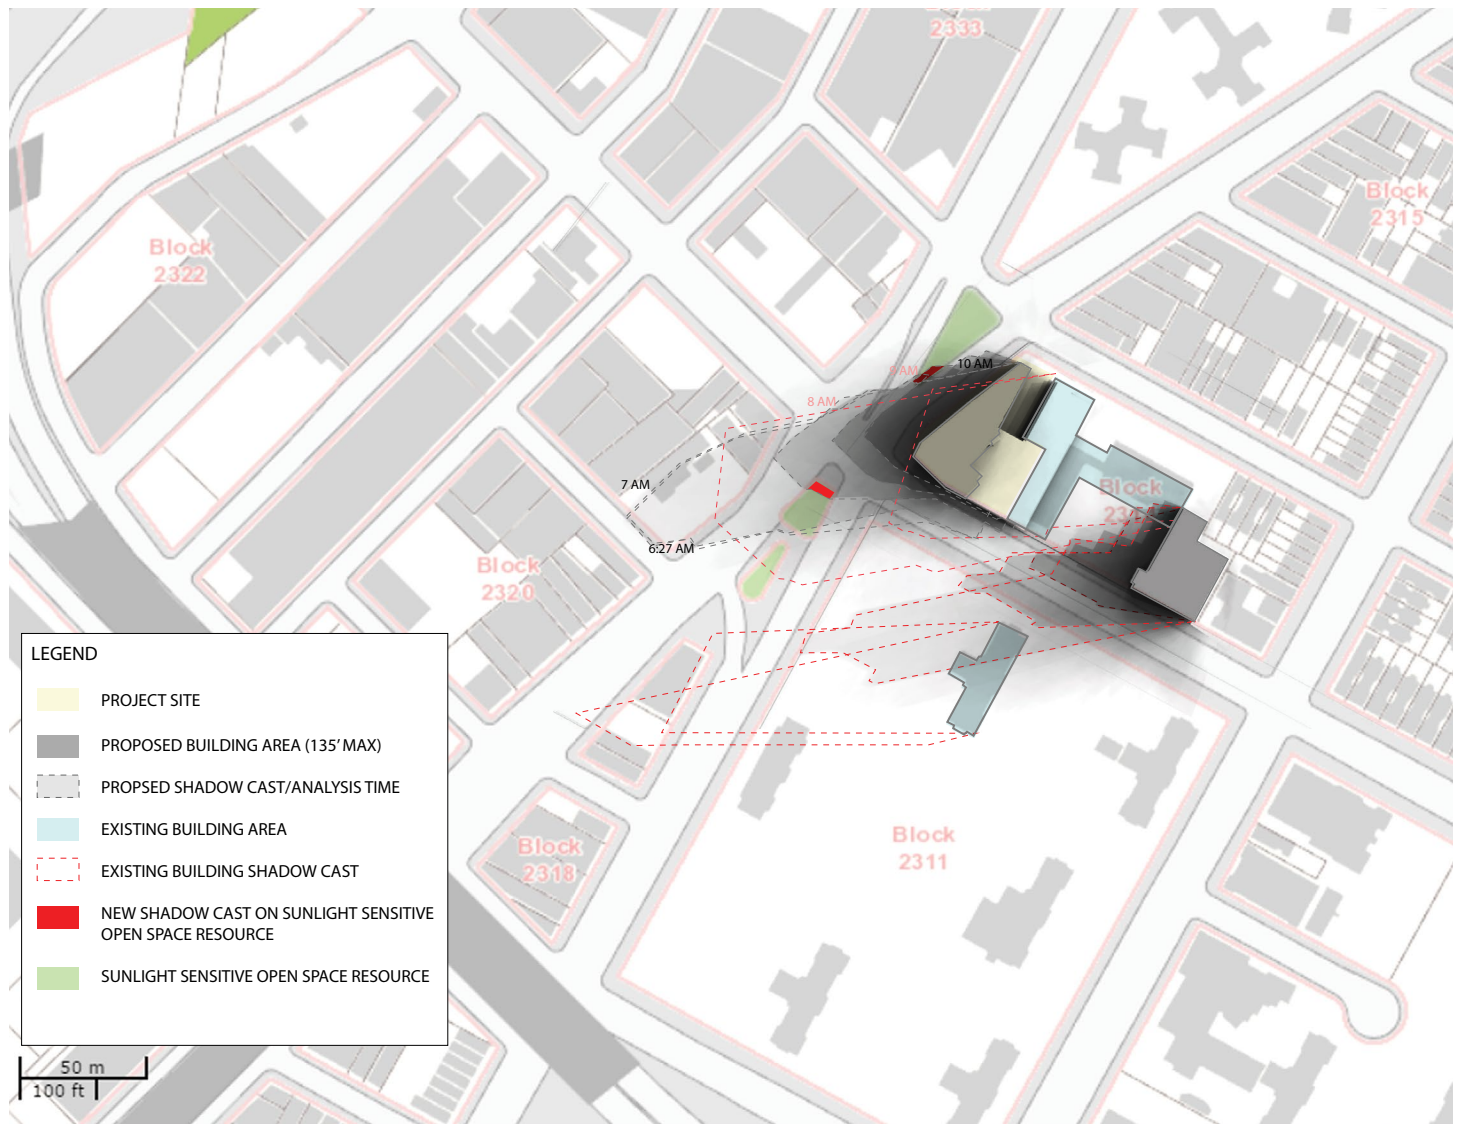 Block
2333
Block
2315
Block
2322
10 AM
9 AM
8 AM
7 AM
Block
6:27 AM
Block
2320
LEGEND
PROJECT SITE
PROPOSED BUILDING AREA (135' MAX)
PROPSED SHADOW CAST/ANALYSIS TIME
EXISTING BUILDING AREA
EXISTING BUILDING SHADOW CAST
NEW SHADOW CAST ON SUNLIGHT SENSITIVE
OPEN SPACE RESOURCE
SUNLIGHT SENSITIVE OPEN SPACE RESOURCE
Block
2311
Block
2318
50 m
100 ft